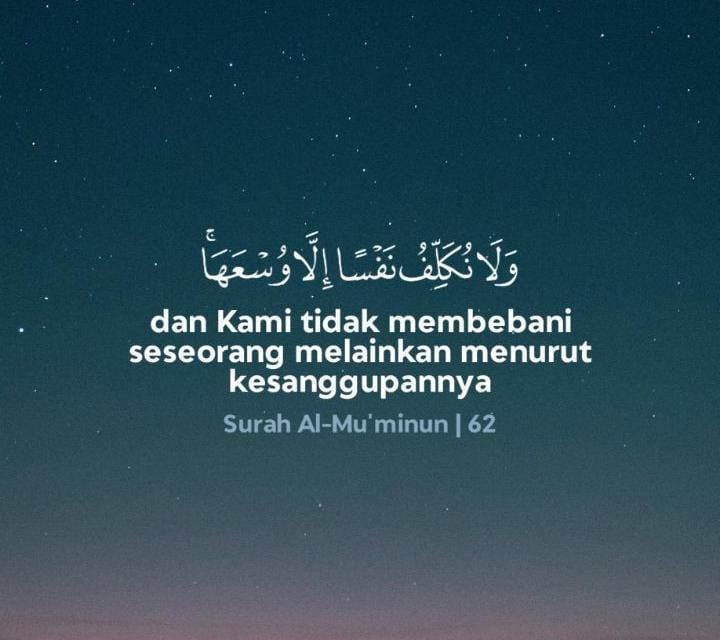 وَلَا نُكَلِّفُ نَفْسًا إِلَّا وُسْعَهَاۚ
dan Kami tidak membebani
seseorang melainkan menurut
kesanggupannya
Surah Al-Mu'minun | 62